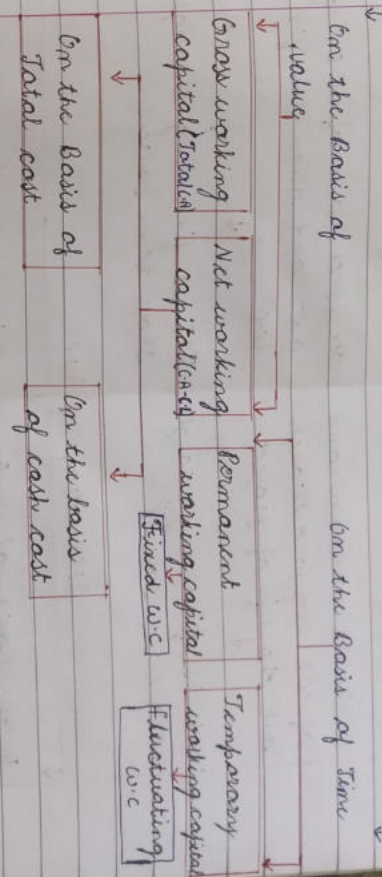 On the Basis of
value
On the Basis of Time
Gross working
capital (Total CA)
Net working
capital (CA-CL)
Permanent
working capital
Fixed W.C
Temporary
working capital
Fluctuating
W.C
On the Basis of
Total cost
On the basis
of cash cost